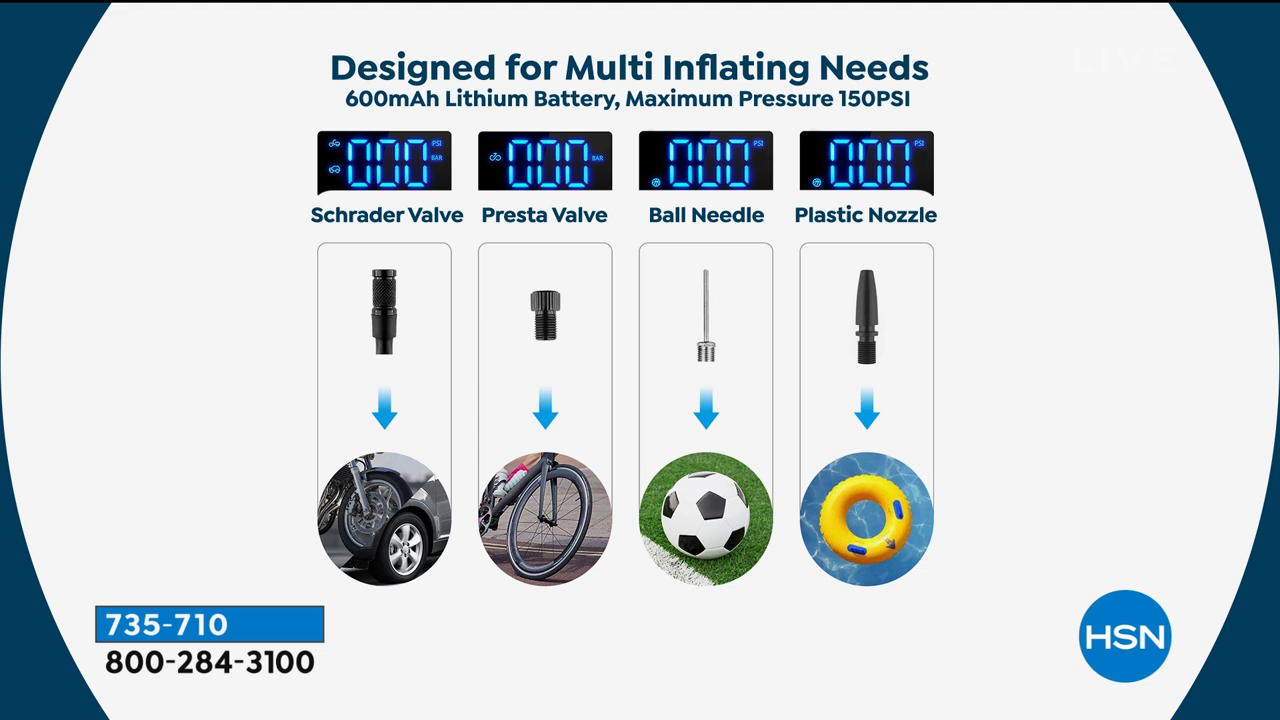 LIVE
Designed for Multi Inflating Needs
600mAh Lithium Battery, Maximum Pressure 150PSI
000 PSI BAR
000 BAR
000 PSI
000 PSI
Schrader Valve
Presta Valve
Ball Needle
Plastic Nozzle
735-710
800-284-3100
HSN